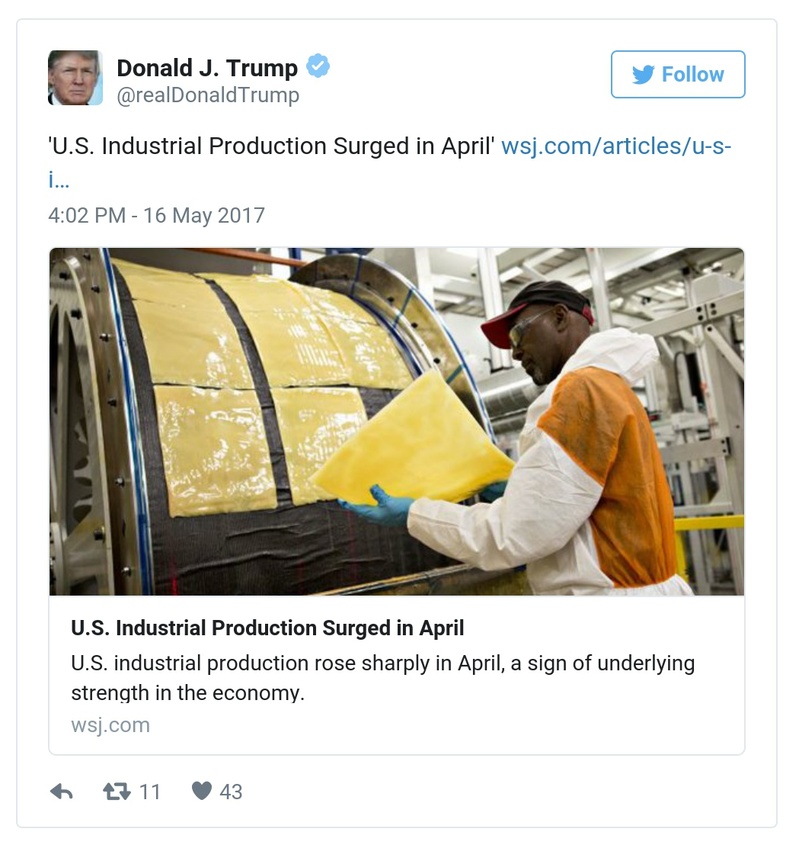 Donald J. Trump
Follow
@realDonaldTrump
'U.S. Industrial Production Surged in April' wsj.com/articles/u-s-
i…
4:02 PM - 16 May 2017
U.S. Industrial Production Surged in April
U.S. industrial production rose sharply in April, a sign of underlying
strength in the economy.
wsj.com
11 43